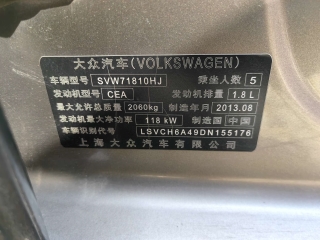 大众汽车(VOLKSWAGEN)
车辆型号 SVW71810HJ 乘坐人数 5
发动机型号 CEA 发动机排量 1.8L
最大允许总质量 2060kg 制造年月 2013.08
发动机最大净功率 118kW 制造国 中国
车辆识别代号 LSVCH6A49DN155176
上海大众汽车有限公司